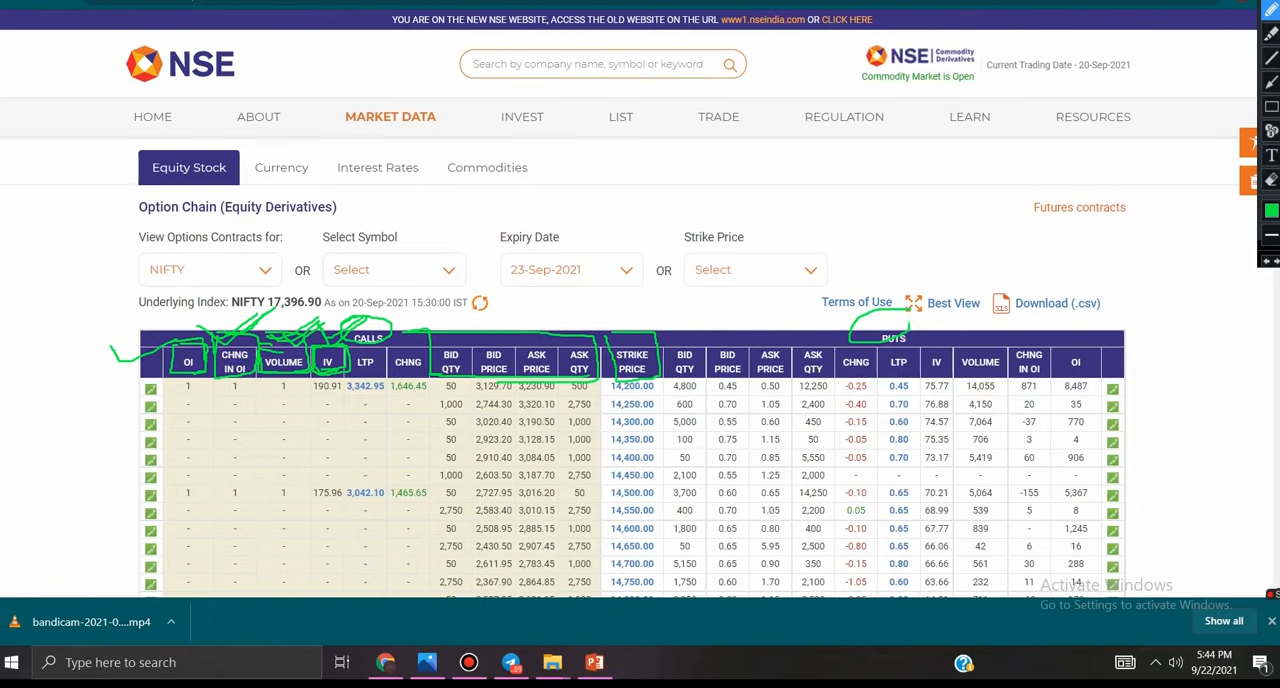 YOU ARE ON THE NEW NSE WEBSITE, ACCESS THE OLD WEBSITE ON THE URL www1.nseindia.com OR CLICK HERE
NSE
Search by company name, symbol or keyword
NSE Commodity Derivatives
Commodity Market is Open
Current Trading Date - 20-Sep-2021
HOME ABOUT MARKET DATA INVEST LIST TRADE REGULATION LEARN RESOURCES
Equity Stock Currency Interest Rates Commodities
Option Chain (Equity Derivatives) Futures contracts
View Options Contracts for: Select Symbol Expiry Date Strike Price
NIFTY OR Select 23-Sep-2021 OR Select
Underlying Index: NIFTY 17,396.90 As on 20-Sep-2021 15:30:00 IST Terms of Use Best View XLS Download (.csv)
CALLS PUTS
OI CHNG IN OI VOLUME IV LTP CHNG BID QTY BID PRICE ASK PRICE ASK QTY STRIKE PRICE BID QTY BID PRICE ASK PRICE ASK QTY CHNG LTP IV VOLUME CHNG IN OI OI
1 1 1 190.91 3,342.95 1,646.45 50 3,129.70 3,230.90 500 14,200.00 4,800 0.45 0.50 12,250 -0.25 0.45 75.77 14,055 871 8,487
- - - - - - 1,000 2,744.30 3,320.10 2,750 14,250.00 600 0.70 1.05 2,400 -0.40 0.70 76.88 4,150 20 35
- - - - - - 50 3,020.40 3,190.50 1,000 14,300.00 5,000 0.55 0.60 450 -0.15 0.60 74.57 7,064 -37 770
- - - - - - 50 2,923.20 3,128.15 1,000 14,350.00 100 0.75 1.15 50 -0.05 0.80 75.35 706 3 4
- - - - - - 50 2,910.40 3,084.05 1,000 14,400.00 50 0.70 0.85 5,550 -0.05 0.70 73.17 5,419 60 906
- - - - - - 1,000 2,603.50 3,187.70 2,750 14,450.00 2,100 0.55 1.25 2,000 - - - - - -
1 1 1 175.96 3,042.10 1,465.65 50 2,727.95 3,016.20 50 14,500.00 3,700 0.60 0.65 14,250 -0.10 0.65 70.21 5,064 -155 5,367
- - - - - - 2,750 2,583.40 3,010.15 2,750 14,550.00 400 0.70 1.05 2,200 0.05 0.65 68.99 539 5 8
- - - - - - 50 2,508.95 2,885.15 1,000 14,600.00 1,800 0.65 0.80 400 -0.10 0.65 67.77 839 - 1,245
- - - - - - 2,750 2,430.50 2,907.45 2,750 14,650.00 50 0.65 5.95 2,500 -0.80 0.65 66.06 42 6 16
- - - - - - 50 2,611.95 2,783.45 1,000 14,700.00 5,150 0.65 0.90 350 -0.15 0.80 66.66 561 30 288
- - - - - - 2,750 2,367.90 2,864.85 2,750 14,750.00 1,750 0.60 1.70 2,100 -1.05 0.60 63.66 232 11 14
Activate Windows
Go to Settings to activate Windows.
bandicam-2021-0....mp4 Show all
Type here to search
5:44 PM
9/22/2021